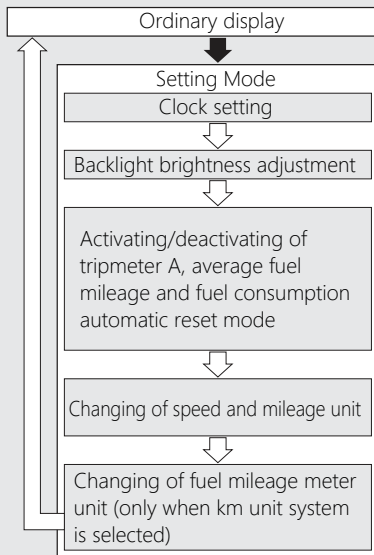 Ordinary display
Setting Mode
Clock setting
Backlight brightness adjustment
Activating/deactivating of
tripmeter A, average fuel
mileage and fuel consumption
automatic reset mode
Changing of speed and mileage unit
Changing of fuel mileage meter
unit (only when km unit system
is selected)